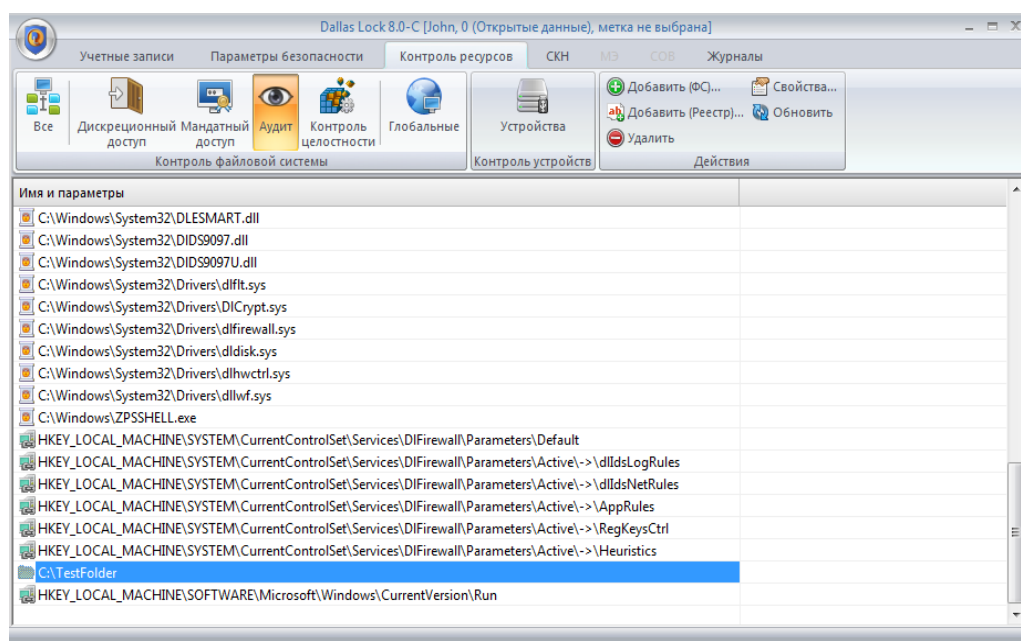 Dallas Lock 8.0-C [John, 0 (Открытые данные), метка не выбрана]
Учетные записи Параметры безопасности Контроль ресурсов СКН МЭ СОВ Журналы
Все
Дискреционный доступ
Мандатный доступ
Аудит
Контроль целостности
Глобальные
Устройства
Добавить (ФС)...
Свойства...
Добавить (Реестр)...
Обновить
Удалить
Контроль файловой системы
Контроль устройств
Действия
Имя и параметры
C:\Windows\System32\DLESMART.dll
C:\Windows\System32\DIDS9097.dll
C:\Windows\System32\DIDS9097U.dll
C:\Windows\System32\Drivers\dlflt.sys
C:\Windows\System32\Drivers\DlCrypt.sys
C:\Windows\System32\Drivers\dlfirewall.sys
C:\Windows\System32\Drivers\dldisk.sys
C:\Windows\System32\Drivers\dlhwctrl.sys
C:\Windows\System32\Drivers\dllwf.sys
C:\Windows\ZPSSHELL.exe
HKEY_LOCAL_MACHINE\SYSTEM\CurrentControlSet\Services\DlFirewall\Parameters\Default
HKEY_LOCAL_MACHINE\SYSTEM\CurrentControlSet\Services\DlFirewall\Parameters\Active\->\dlIdsLogRules
HKEY_LOCAL_MACHINE\SYSTEM\CurrentControlSet\Services\DlFirewall\Parameters\Active\->\dlIdsNetRules
HKEY_LOCAL_MACHINE\SYSTEM\CurrentControlSet\Services\DlFirewall\Parameters\Active\->\AppRules
HKEY_LOCAL_MACHINE\SYSTEM\CurrentControlSet\Services\DlFirewall\Parameters\Active\->\RegKeysCtrl
HKEY_LOCAL_MACHINE\SYSTEM\CurrentControlSet\Services\DlFirewall\Parameters\Active\->\Heuristics
C:\TestFolder
HKEY_LOCAL_MACHINE\SOFTWARE\Microsoft\Windows\CurrentVersion\Run